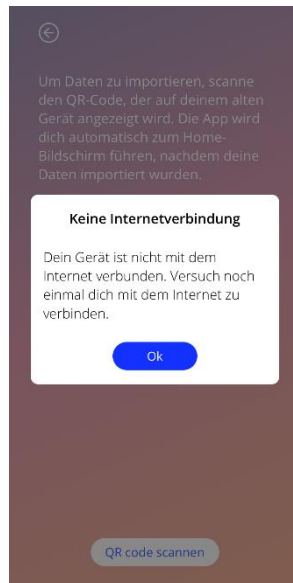 Um Daten zu importieren, scanne
den QR-Code, der auf deinem alten
Gerät angezeigt wird. Die App wird
dich automatisch zum Home-
Bildschirm führen, nachdem deine
Daten importiert wurden.
Keine Internetverbindung
Dein Gerät ist nicht mit dem
Internet verbunden. Versuch noch
einmal dich mit dem Internet zu
verbinden.
Ok
QR code scannen